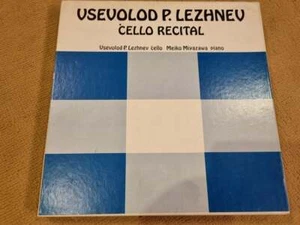 VSEVOLOD P. LEZHNEV
CELLO RECITAL
Vsevolod P. Lezhnev cello Meiko Miyazawa piano